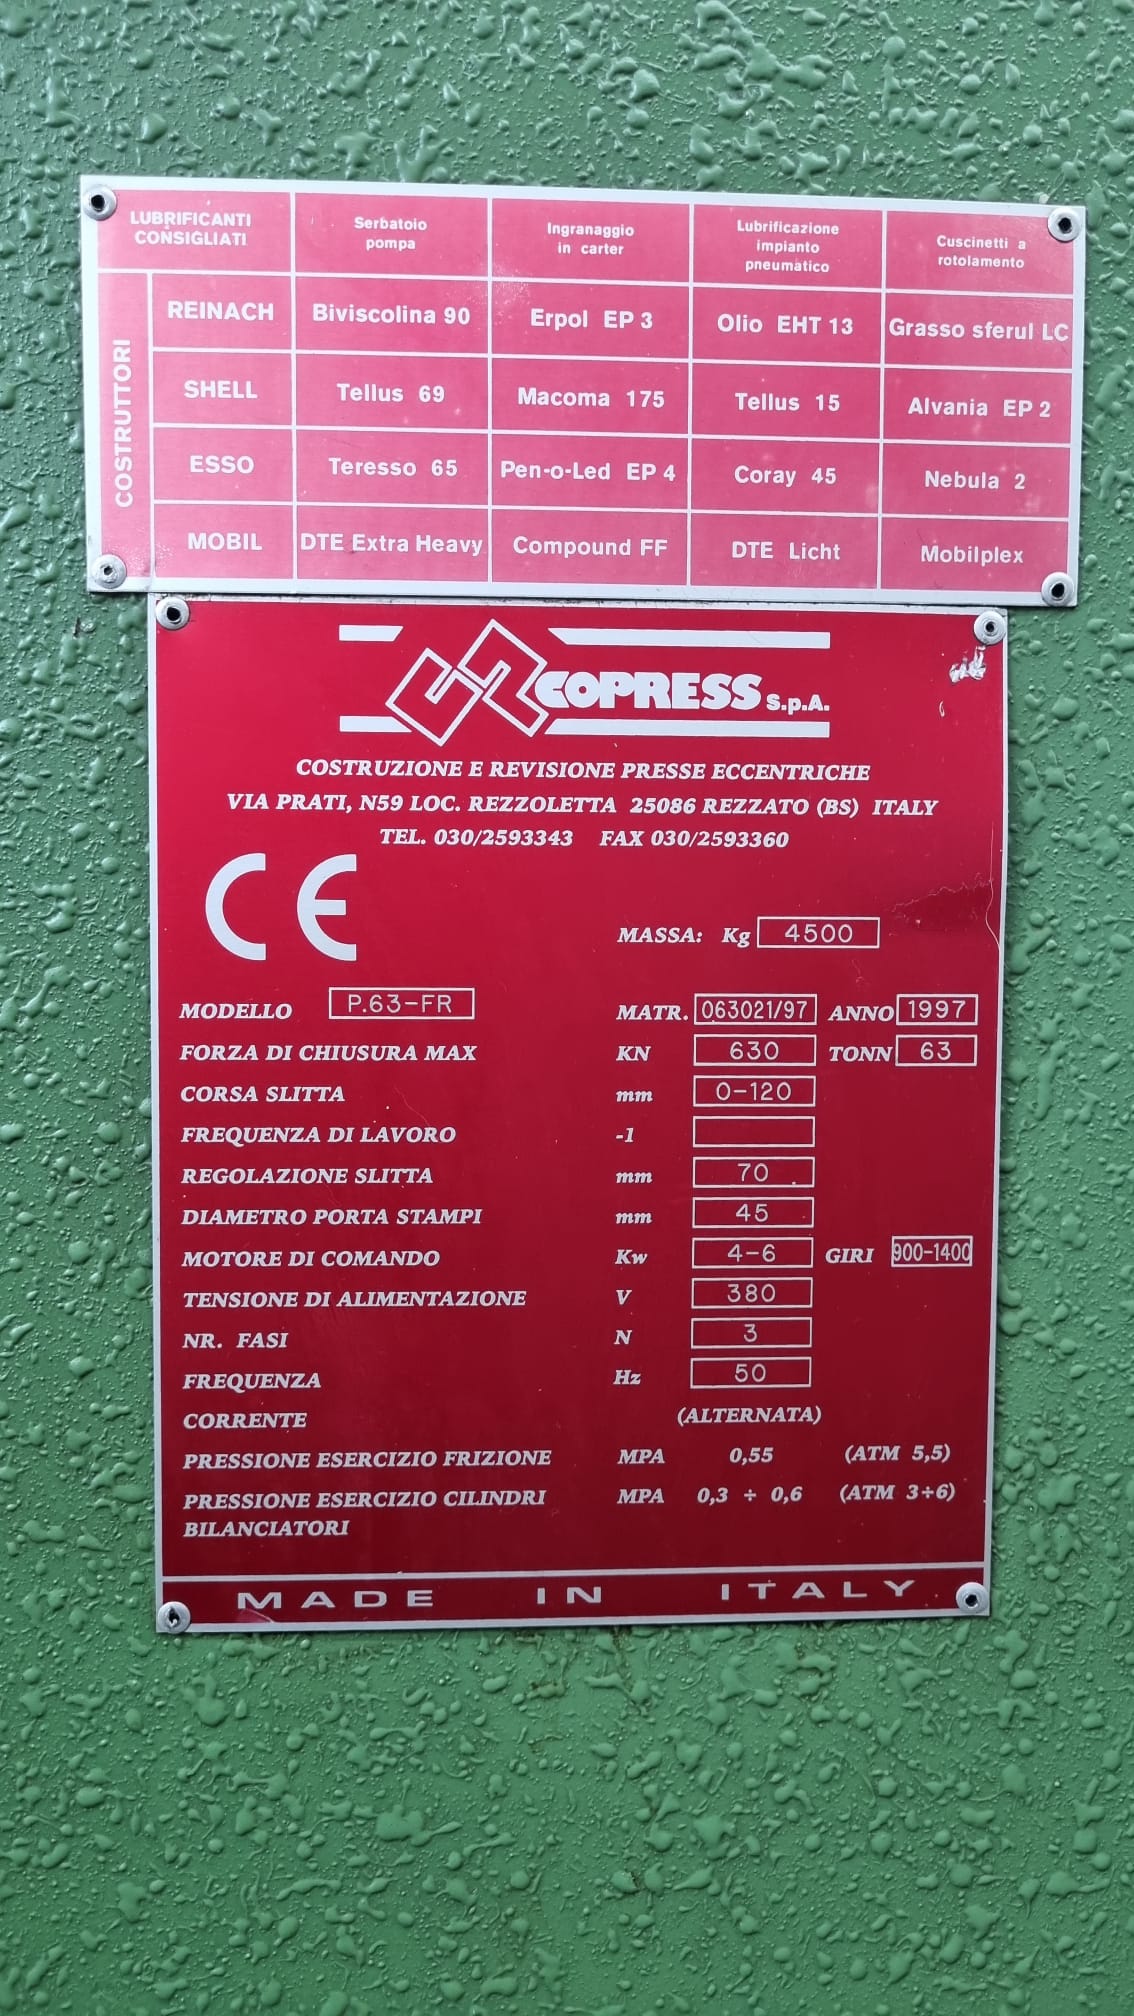 LUBRIFICANTI CONSIGLIATI Serbatoio pompa Ingranaggio in carter Lubrificazione impianto pneumatico Cuscinetti a rotolamento
COSTRUTTORI
REINACH Biviscolina 90 Erpol EP 3 Olio EHT 13 Grasso sferul LC
SHELL Tellus 69 Macoma 175 Tellus 15 Alvania EP 2
ESSO Teresso 65 Pen-o-Led EP 4 Coray 45 Nebula 2
MOBIL DTE Extra Heavy Compound FF DTE Licht Mobilplex
COPRESS S.p.A.
COSTRUZIONE E REVISIONE PRESSE ECCENTRICHE
VIA PRATI, N59 LOC. REZZOLETTA 25086 REZZATO (BS) ITALY
TEL. 030/2593343 FAX 030/2593360
CE
MASSA: Kg 4500
MODELLO P.63-FR MATR. 063021/97 ANNO 1997
FORZA DI CHIUSURA MAX KN 630 TONN 63
CORSA SLITTA mm 0-120
FREQUENZA DI LAVORO -1
REGOLAZIONE SLITTA mm 70
DIAMETRO PORTA STAMPI mm 45
MOTORE DI COMANDO Kw 4-6 GIRI 900-1400
TENSIONE DI ALIMENTAZIONE V 380
NR. FASI N 3
FREQUENZA Hz 50
CORRENTE (ALTERNATA)
PRESSIONE ESERCIZIO FRIZIONE MPA 0,55 (ATM 5,5)
PRESSIONE ESERCIZIO CILINDRI MPA 0,3 ÷ 0,6 (ATM 3÷6)
BILANCIATORI
MADE IN ITALY